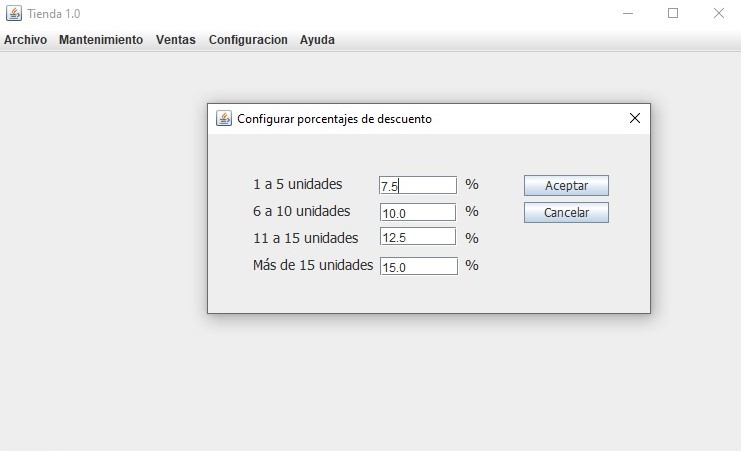 Tienda 1.0
Archivo Mantenimiento Ventas Configuracion Ayuda
Configurar porcentajes de descuento
1 a 5 unidades 7.5 % Aceptar
6 a 10 unidades 10.0 % Cancelar
11 a 15 unidades 12.5 %
Más de 15 unidades 15.0 %